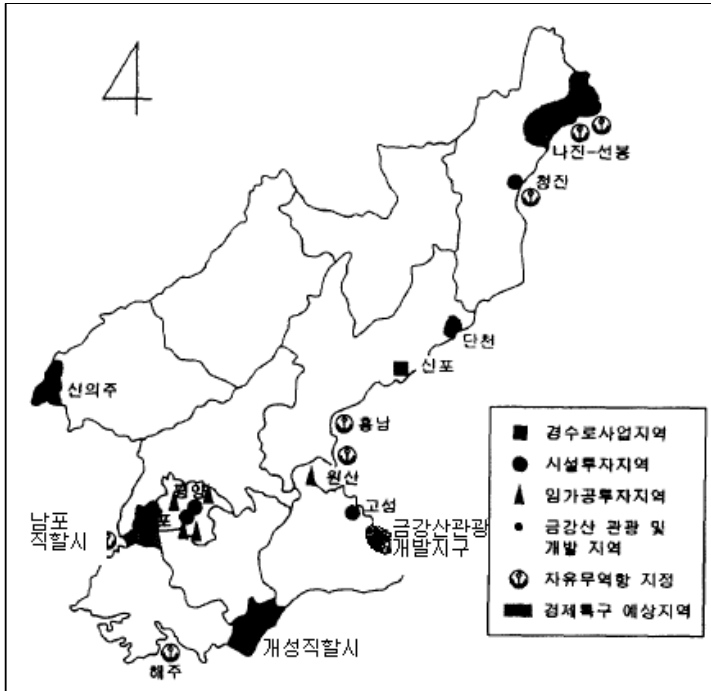 4
나진-선봉
청진
단천
신포
신의주
흥남
원산
평양
고성
남포
직할시
포
금강산관광
개발지구
개성직할시
해주
경수로사업지역
시설투자지역
임가공투자지역
금강산 관광 및
개발 지역
자유무역항 지정
경제특구 예상지역